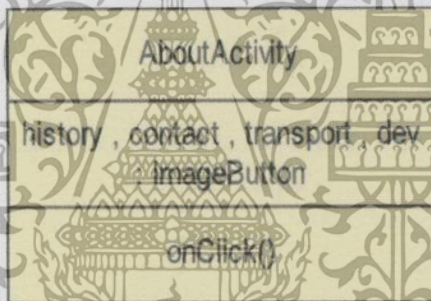 AboutActivity
history , contact , transport , dev
: ImageButton
onClick()